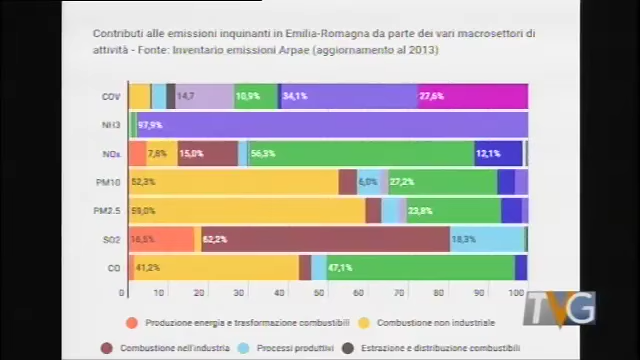 Contributi alle emissioni inquinanti in Emilia-Romagna da parte dei vari macrosettori di
attività - Fonte: Inventario emissioni Arpae (aggiornamento al 2013)
COV 14,7 10,9% 34,1% 27,6%
NH3 97,9%
NOx 7,8% 15,0% 56,3% 12,1%
PM10 52,3% 6,0% 27,2%
PM2.5 59,0% 23,8%
SO2 16,5% 62,2% 18,3%
CO 41,2% 47,1%
0 10 20 30 40 50 60 70 80 90 100
Produzione energia e trasformazione combustibili Combustione non industriale
Combustione nell'industria Processi produttivi Estrazione e distribuzione combustibili
TVG